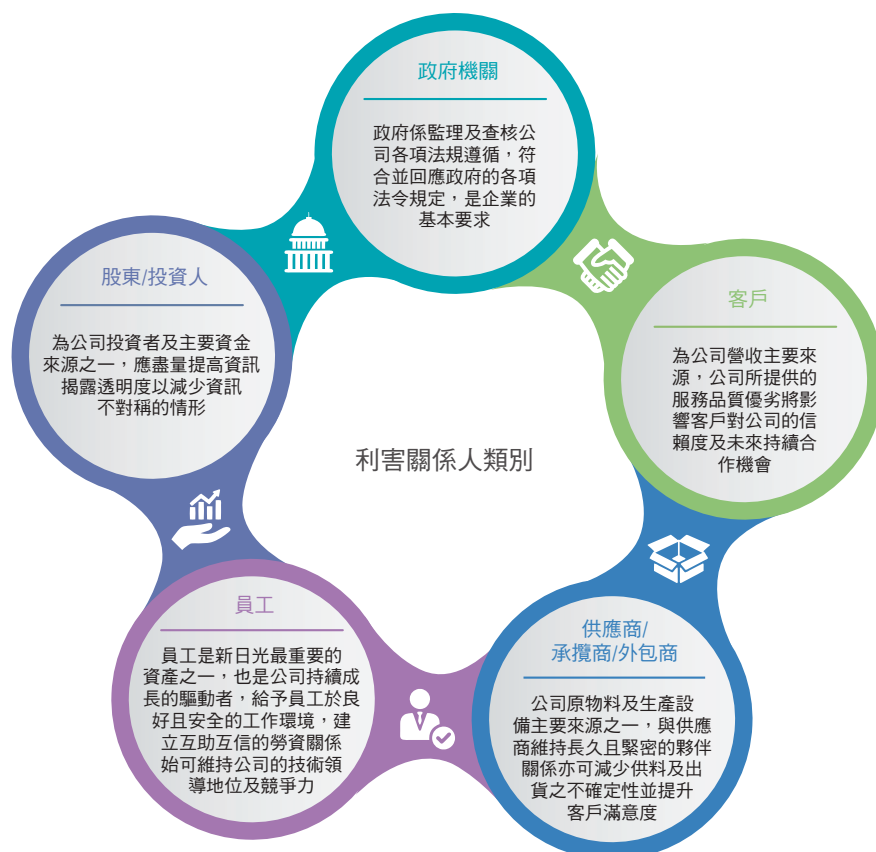 政府機關
政府係監理及查核公
司各項法規遵循，符
合並回應政府的各項
法令規定，是企業的
基本要求
股東/投資人
為公司投資者及主要資金
來源之一，應盡量提高資訊
揭露透明度以減少資訊
不對稱的情形
客戶
為公司營收主要來
源，公司所提供的
服務品質優劣將影
響客戶對公司的信
賴度及未來持續合
作機會
利害關係人類別
員工
員工是新日光最重要的
資產之一，也是公司持續成
長的驅動者，給予員工於良
好且安全的工作環境，建
立互助互信的勞資關係
始可維持公司的技術領
導地位及競爭力
供應商/
承攬商/外包商
公司原物料及生產設
備主要來源之一，與供應
商維持長久且緊密的夥伴
關係亦可減少供料及出
貨之不確定性並提升
客戶滿意度